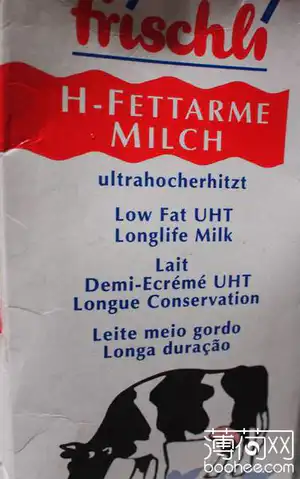 frischli
H-FETTARME
MILCH
ultrahocherhitzt
Low Fat UHT
Longlife Milk
Lait
Demi-Ecrémé UHT
Longue Conservation
Leite meio gordo
Longa duração
薄荷网
boohee.com